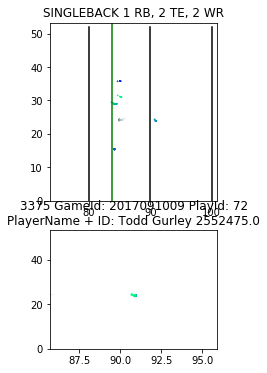 SINGLEBACK 1 RB, 2 TE, 2 WR
50
40
30
20
10
0
80 90 100
3375 GameId: 2017091009 PlayId: 72
PlayerName + ID: Todd Gurley 2552475.0
40
20
0
87.5 90.0 92.5 95.0